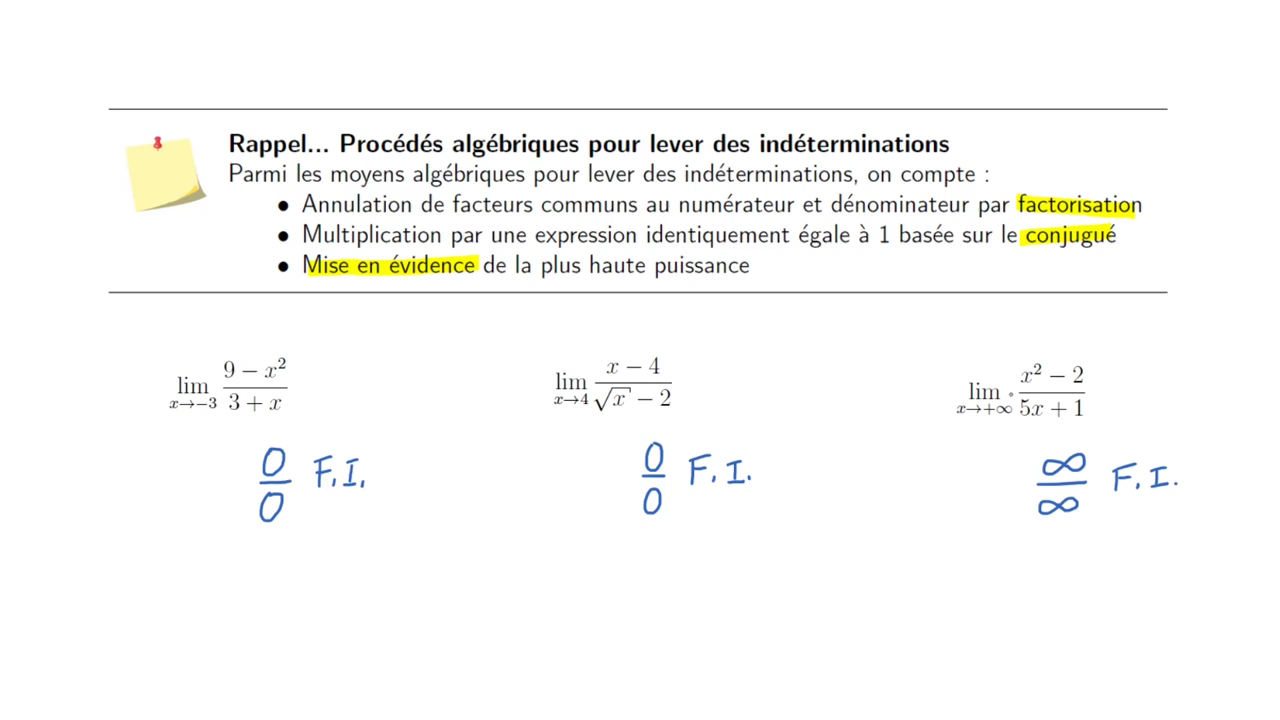 Rappel... Procédés algébriques pour lever des indéterminations
Parmi les moyens algébriques pour lever des indéterminations, on compte :
• Annulation de facteurs communs au numérateur et dénominateur par factorisation
• Multiplication par une expression identiquement égale à 1 basée sur le conjugué
• Mise en évidence de la plus haute puissance
lim x→-3 (9 − x²)/(3 + x)
lim x→4 (x − 4)/(√x − 2)
lim x→+∞ (x² − 2)/(5x + 1)
0/0 F.I.
0/0 F.I.
∞/∞ F.I.